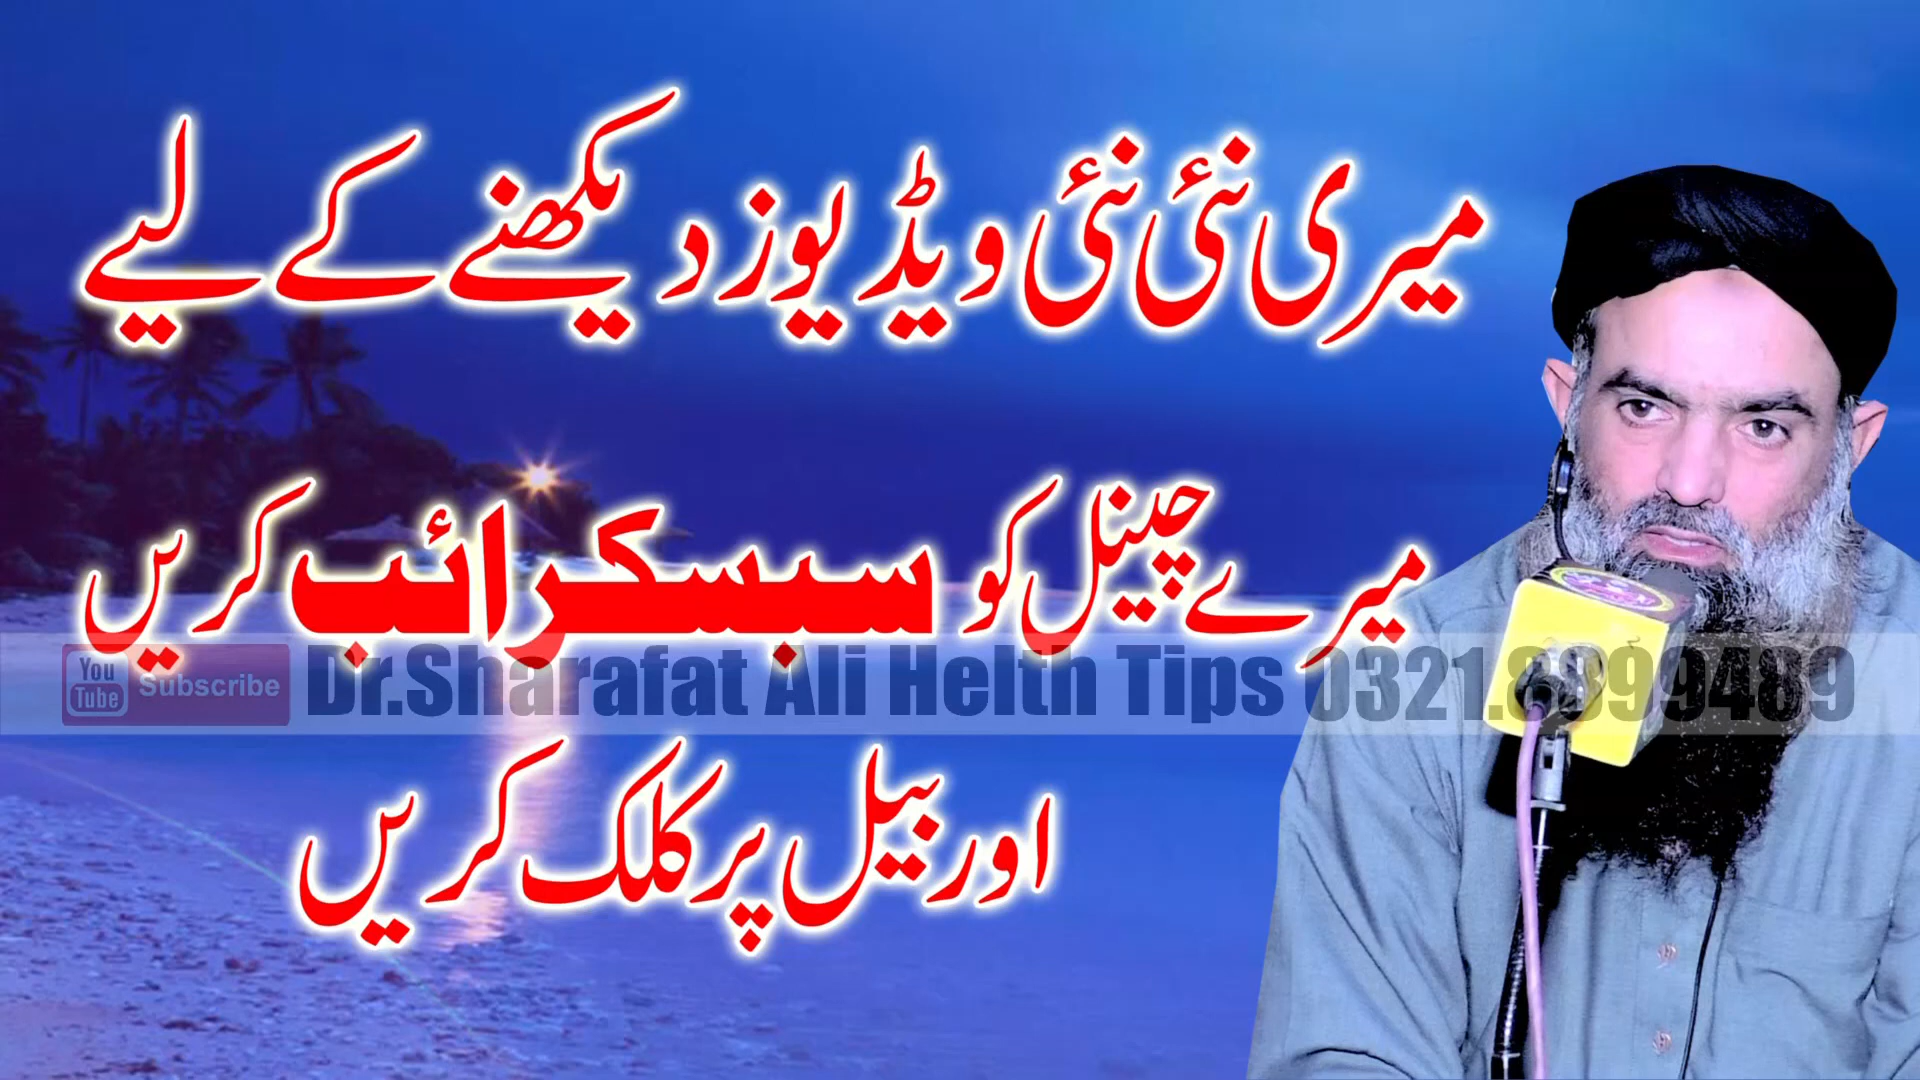 میری نئی نئی ویڈیوز دیکھنے کے لیے
میرے چینل کو سبسکرائب کریں
You Tube Subscribe Dr.Sharafat Ali Helth Tips 0321.8899489
اور بیل پر کلک کریں